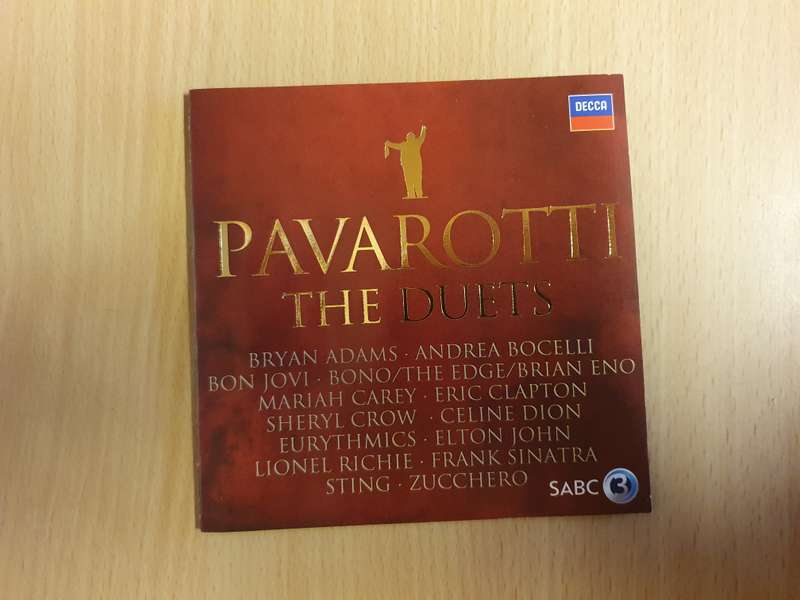 DECCA
PAVAROTTI
THE DUETS
BRYAN ADAMS · ANDREA BOCELLI
BON JOVI · BONO/THE EDGE/BRIAN ENO
MARIAH CAREY · ERIC CLAPTON
SHERYL CROW · CELINE DION
EURYTHMICS · ELTON JOHN
LIONEL RICHIE · FRANK SINATRA
STING · ZUCCHERO
SABC 3